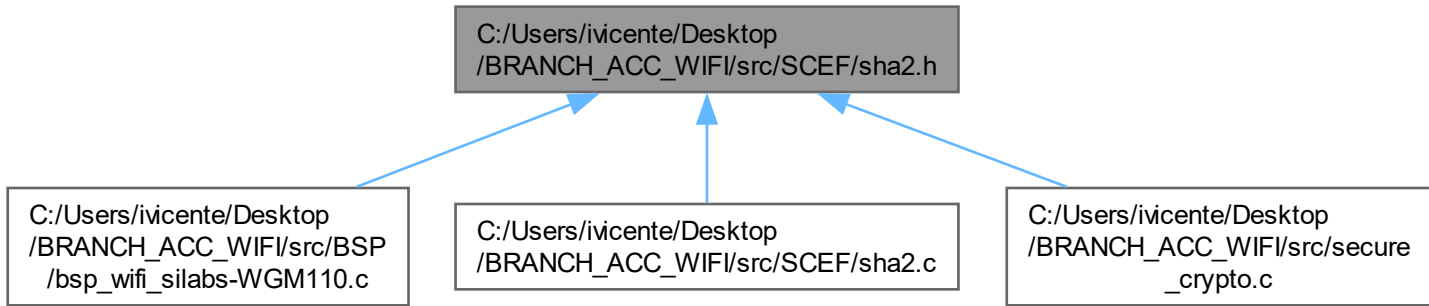 C:/Users/ivicente/Desktop
/BRANCH_ACC_WIFI/src/SCEF/sha2.h
C:/Users/ivicente/Desktop
/BRANCH_ACC_WIFI/src/BSP
/bsp_wifi_silabs-WGM110.c
C:/Users/ivicente/Desktop
/BRANCH_ACC_WIFI/src/SCEF/sha2.c
C:/Users/ivicente/Desktop
/BRANCH_ACC_WIFI/src/secure
_crypto.c